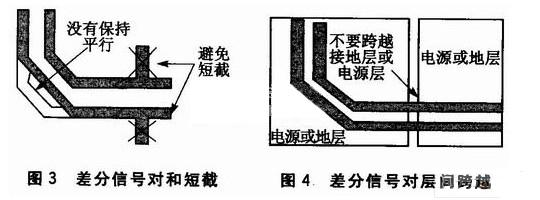 没有保持
平行
避免
短截
图3 差分信号对和短截
不要跨越
接地层或
电源层
电源或地层
电源或地层
图4 差分信号对层间跨越